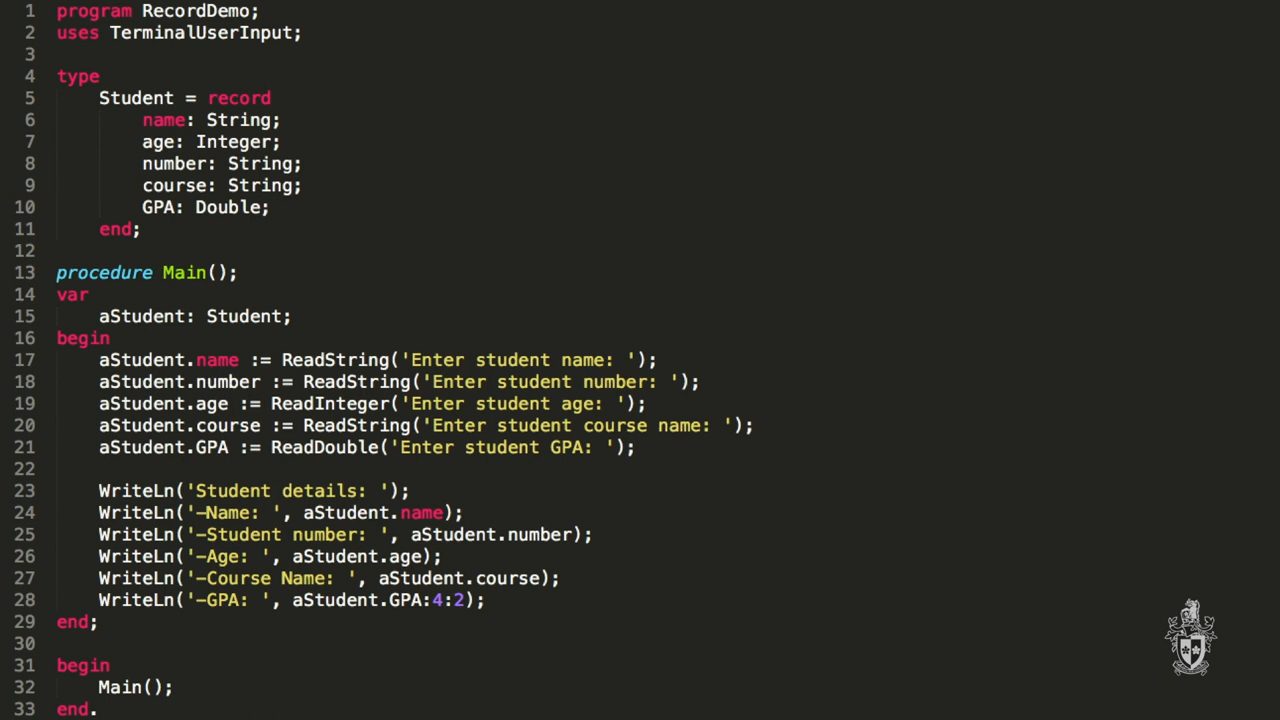 1 program RecordDemo;
2 uses TerminalUserInput;
3
4 type
5 Student = record
6 name: String;
7 age: Integer;
8 number: String;
9 course: String;
10 GPA: Double;
11 end;
12
13 procedure Main();
14 var
15 aStudent: Student;
16 begin
17 aStudent.name := ReadString('Enter student name: ');
18 aStudent.number := ReadString('Enter student number: ');
19 aStudent.age := ReadInteger('Enter student age: ');
20 aStudent.course := ReadString('Enter student course name: ');
21 aStudent.GPA := ReadDouble('Enter student GPA: ');
22
23 WriteLn('Student details: ');
24 WriteLn('-Name: ', aStudent.name);
25 WriteLn('-Student number: ', aStudent.number);
26 WriteLn('-Age: ', aStudent.age);
27 WriteLn('-Course Name: ', aStudent.course);
28 WriteLn('-GPA: ', aStudent.GPA:4:2);
29 end;
30
31 begin
32 Main();
33 end.